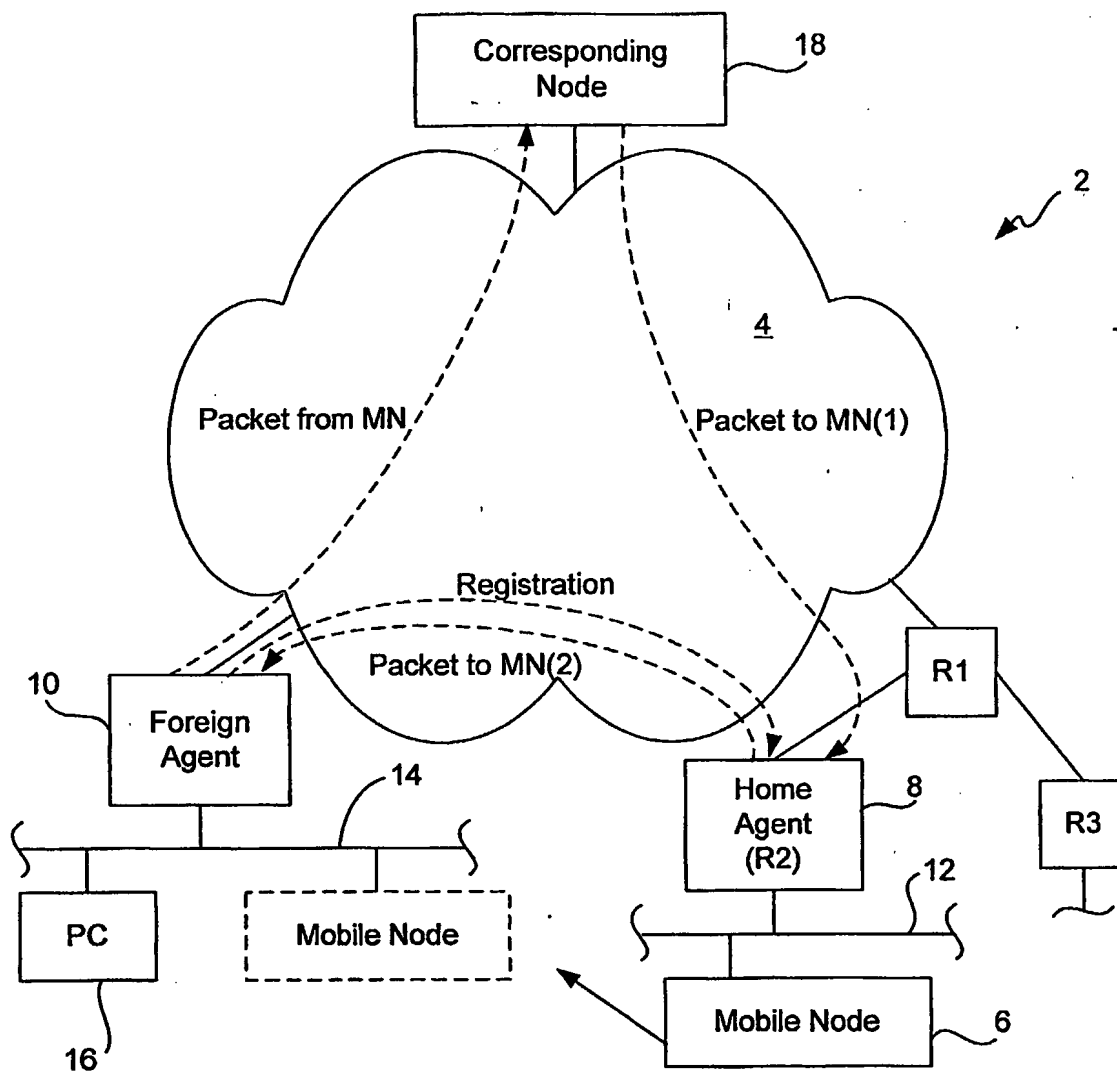 Corresponding
Node
18
2
4
Packet from MN
Packet to MN(1)
Registration
Packet to MN(2)
R1
10
Foreign
Agent
14
Home
Agent
(R2)
8
R3
12
PC
Mobile Node
Mobile Node
6
16